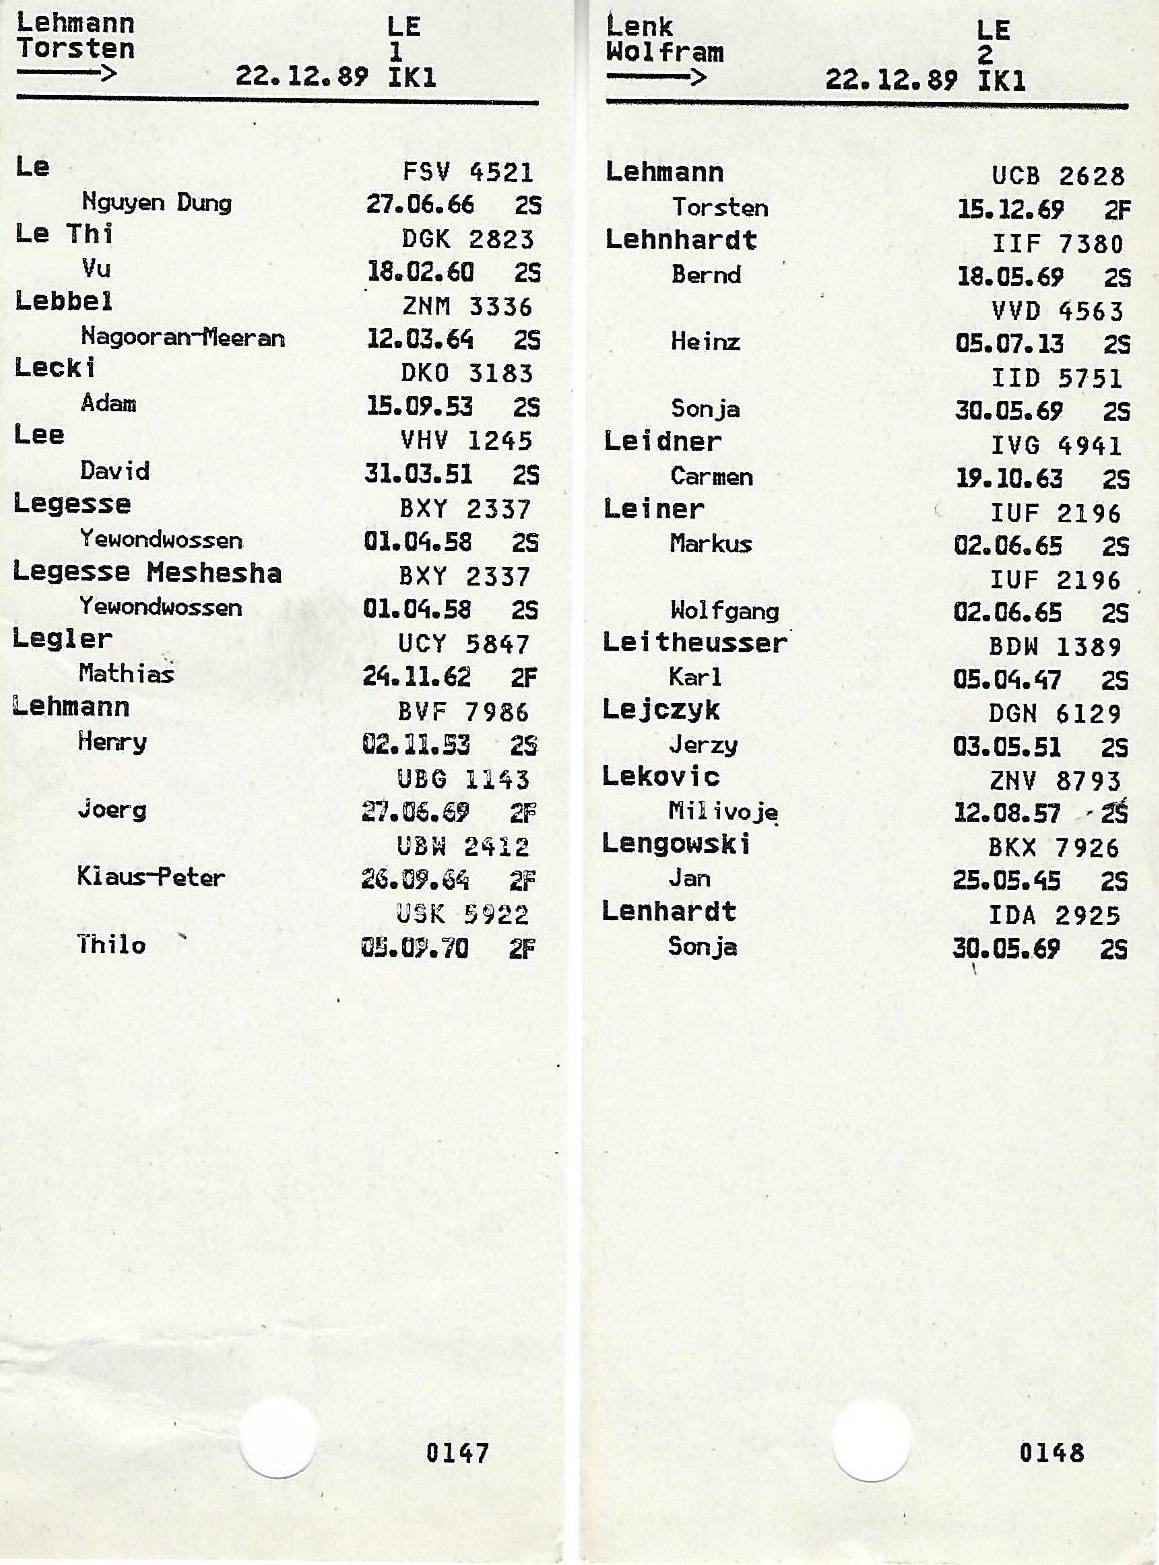 Lehmann LE
Torsten 1
——> 22.12.89 IK1
Le FSV 4521
Nguyen Dung 27.06.66 2S
Le Thi DGK 2823
Vu 18.02.60 2S
Lebbel ZNM 3336
Nagooran-Meeran 12.03.64 2S
Lecki DKO 3183
Adam 15.09.53 2S
Lee VHV 1245
David 31.03.51 2S
Legesse BXY 2337
Yewondwossen 01.04.58 2S
Legesse Meshesha BXY 2337
Yewondwossen 01.04.58 2S
Legler UCY 5847
Mathias 24.11.62 2F
Lehmann BVF 7986
Henry 02.11.53 2S
UBG 1143
Joerg 27.06.69 2F
UBW 2412
Klaus-Peter 26.09.64 2F
USK 5922
Thilo 05.09.70 2F
0147
Lenk LE
Wolfram 2
——> 22.12.89 IK1
Lehmann UCB 2628
Torsten 15.12.69 2F
Lehnhardt IIF 7380
Bernd 18.05.69 2S
VVD 4563
Heinz 05.07.13 2S
IID 5751
Sonja 30.05.69 2S
Leidner IVG 4941
Carmen 19.10.63 2S
Leiner IUF 2196
Markus 02.06.65 2S
IUF 2196
Wolfgang 02.06.65 2S
Leitheusser BDW 1389
Karl 05.04.47 2S
Lejczyk DGN 6129
Jerzy 03.05.51 2S
Lekovic ZNV 8793
Milivoje 12.08.57 2S
Lengowski BKX 7926
Jan 25.05.45 2S
Lenhardt IDA 2925
Sonja 30.05.69 2S
0148